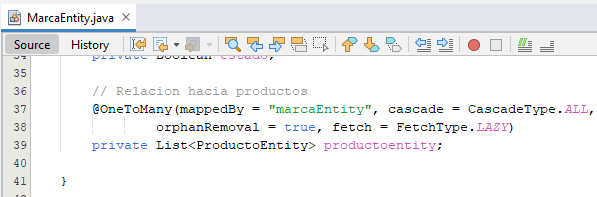 MarcaEntity.java
Source History
34 private Boolean estado;
35
36 // Relacion hacia productos
37 @OneToMany(mappedBy = "marcaEntity", cascade = CascadeType.ALL,
38 orphanRemoval = true, fetch = FetchType.LAZY)
39 private List<ProductoEntity> productoentity;
40
41 }